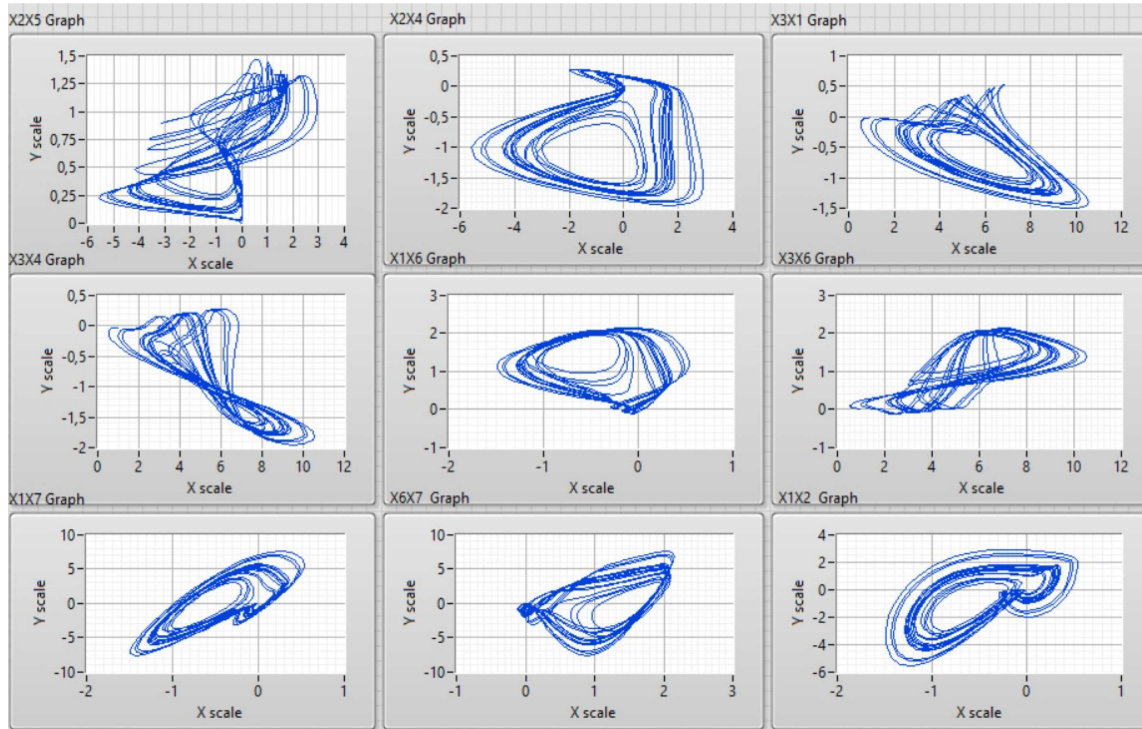 X2X5 Graph
X2X4 Graph
X3X1 Graph
1,5
1,25
1
0,75
0,5
0,25
0
Y scale
-6 -5 -4 -3 -2 -1 0 1 2 3 4
X scale
0,5
0
-0,5
-1
-1,5
-2
Y scale
-6 -4 -2 0 2 4
X scale
1
0,5
0
-0,5
-1
-1,5
Y scale
0 2 4 6 8 10 12
X scale
X3X4 Graph
X1X6 Graph
X3X6 Graph
0,5
0
-0,5
-1
-1,5
-2
Y scale
0 2 4 6 8 10 12
X scale
3
2
1
0
-1
Y scale
-2 -1 0 1
X scale
3
2
1
0
-1
Y scale
0 2 4 6 8 10 12
X scale
X1X7 Graph
X6X7 Graph
X1X2 Graph
10
5
0
-5
-10
Y scale
-2 -1 0 1
X scale
10
5
0
-5
-10
Y scale
-1 0 1 2 3
X scale
4
2
0
-2
-4
-6
Y scale
-2 -1 0 1
X scale